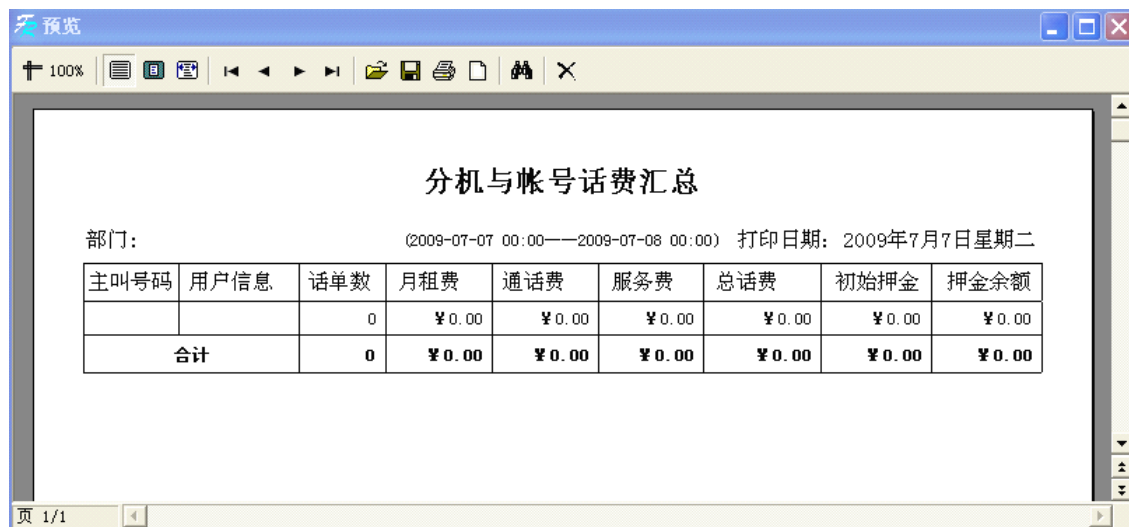 预览
100%
分机与帐号话费汇总
部门: (2009-07-07 00:00——2009-07-08 00:00) 打印日期: 2009年7月7日星期二
主叫号码 用户信息 话单数 月租费 通话费 服务费 总话费 初始押金 押金余额
0 ¥0.00 ¥0.00 ¥0.00 ¥0.00 ¥0.00 ¥0.00
合计 0 ¥0.00 ¥0.00 ¥0.00 ¥0.00 ¥0.00 ¥0.00
页 1/1